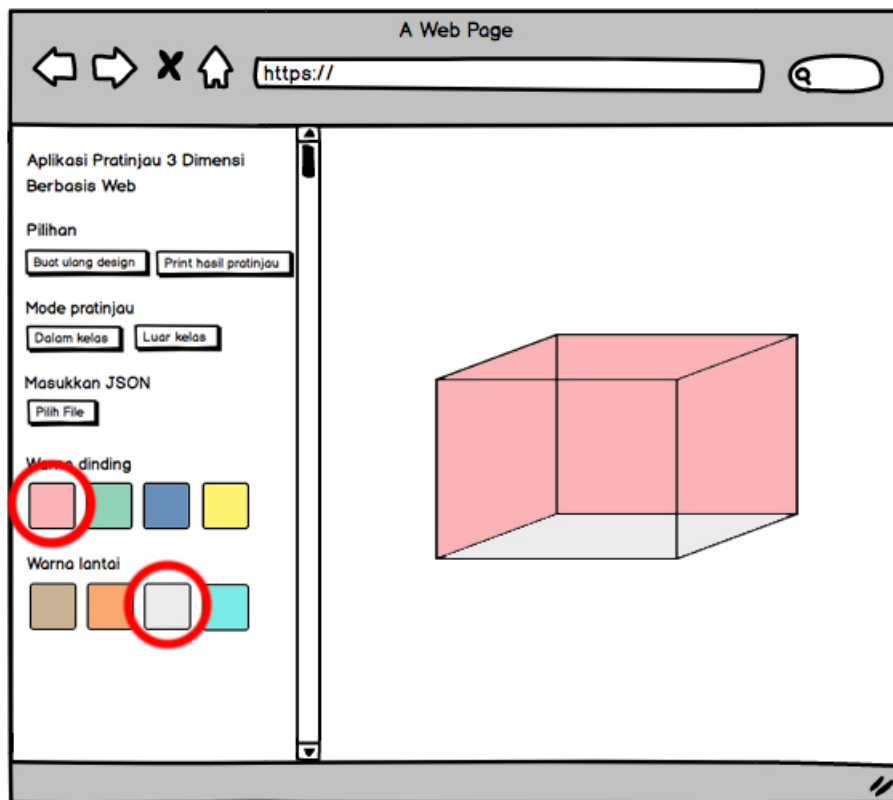 A Web Page
https://
Aplikasi Pratinjau 3 Dimensi
Berbasis Web
Pilihan
Buat ulang design
Print hasil pratinjau
Mode pratinjau
Dalam kelas
Luar kelas
Masukkan JSON
Pilih File
Warna dinding
Warna lantai